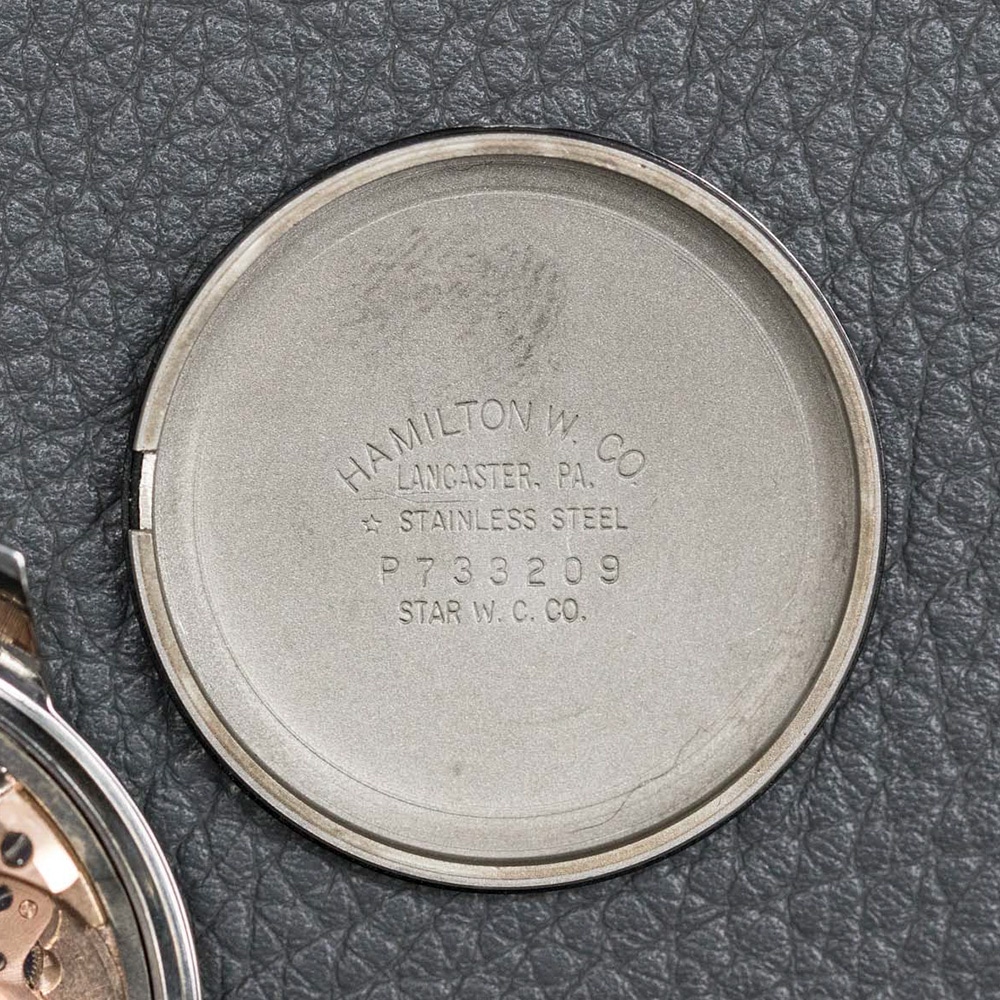 HAMILTON W. CO.
LANCASTER, PA.
☆ STAINLESS STEEL
P733209
STAR W. C. CO.